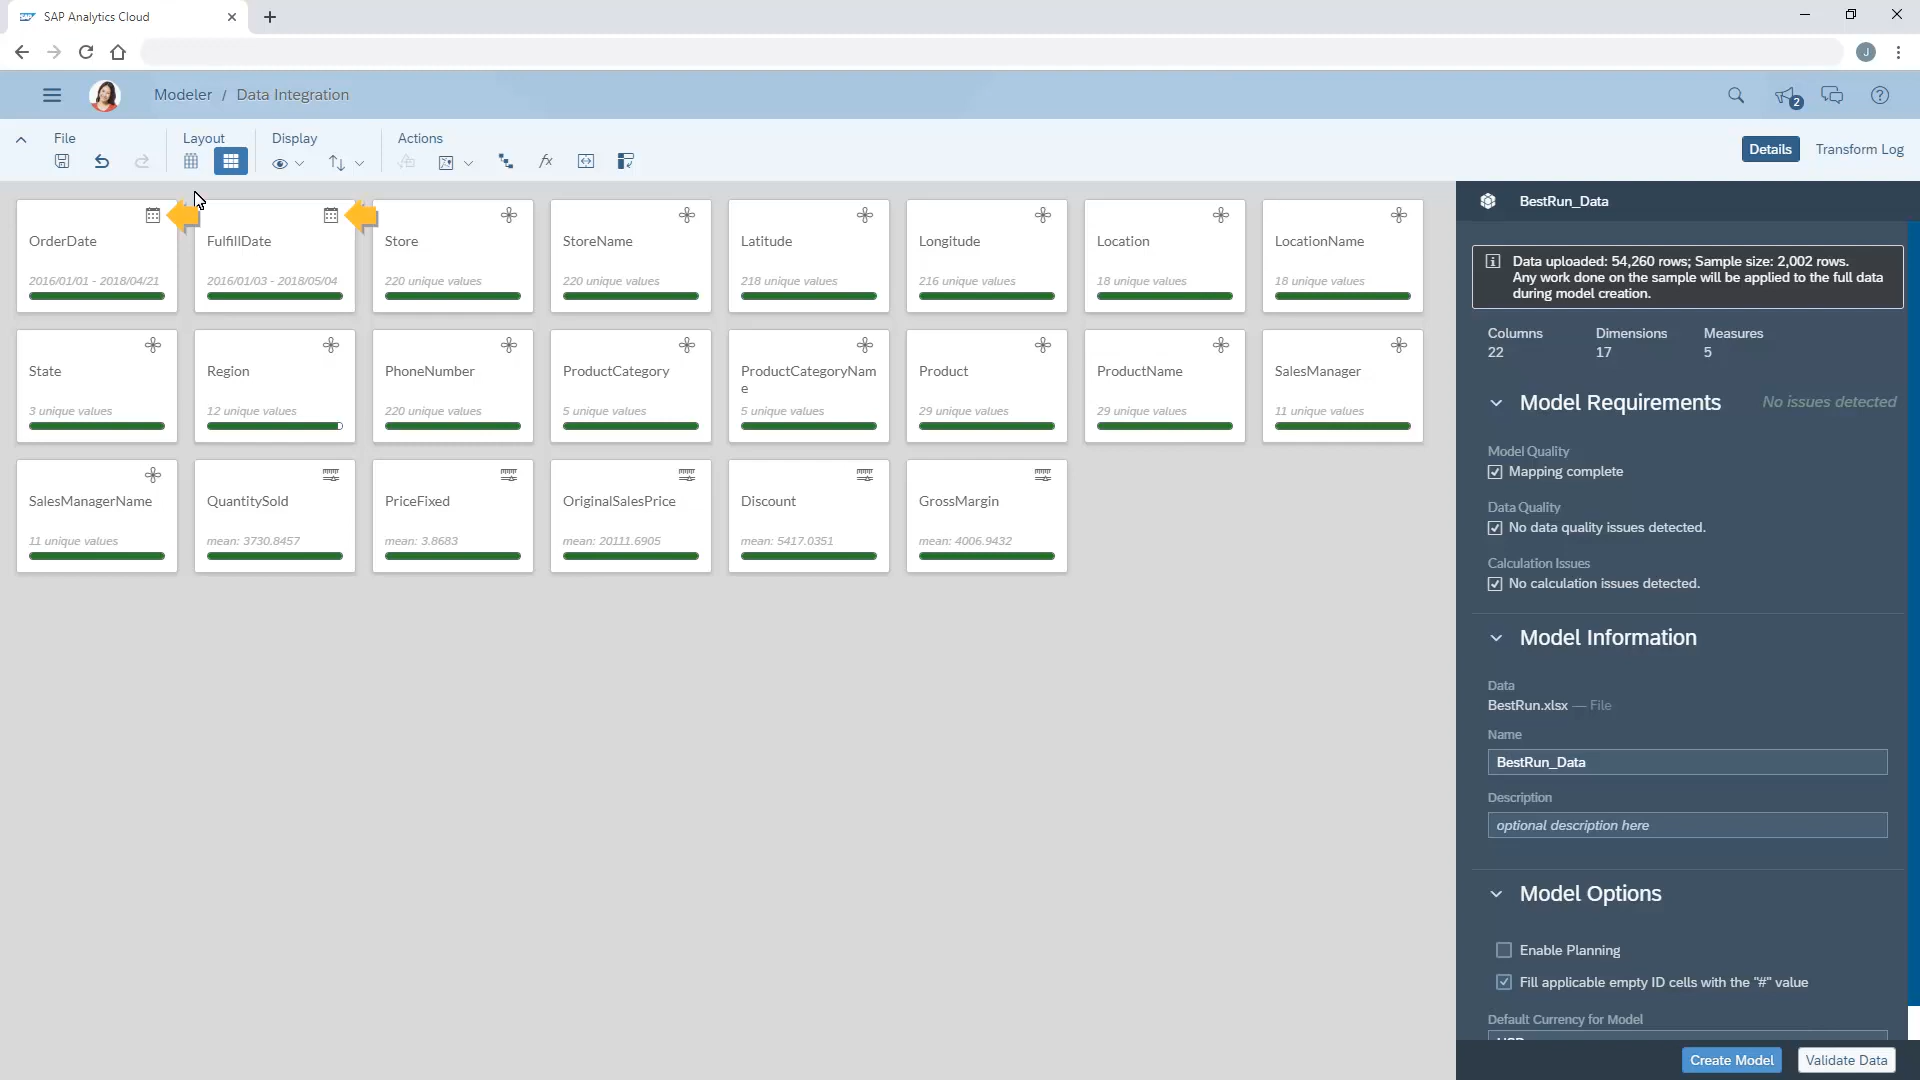 SAP Analytics Cloud
J
Modeler / Data Integration
2
File
Layout
Display
Actions
Details
Transform Log
OrderDate
2016/01/01 - 2018/04/21
FulfillDate
2016/01/03 - 2018/05/04
Store
220 unique values
StoreName
220 unique values
Latitude
218 unique values
Longitude
216 unique values
Location
18 unique values
LocationName
18 unique values
State
3 unique values
Region
12 unique values
PhoneNumber
220 unique values
ProductCategory
5 unique values
ProductCategoryNam
e
5 unique values
Product
29 unique values
ProductName
29 unique values
SalesManager
11 unique values
SalesManagerName
11 unique values
QuantitySold
mean: 3730.8457
PriceFixed
mean: 3.8683
OriginalSalesPrice
mean: 20111.6905
Discount
mean: 5417.0351
GrossMargin
mean: 4006.9432
BestRun_Data
Data uploaded: 54,260 rows; Sample size: 2,002 rows.
Any work done on the sample will be applied to the full data
during model creation.
Columns Dimensions Measures
22 17 5
Model Requirements No issues detected
Model Quality
Mapping complete
Data Quality
No data quality issues detected.
Calculation Issues
No calculation issues detected.
Model Information
Data
BestRun.xlsx — File
Name
BestRun_Data
Description
optional description here
Model Options
Enable Planning
Fill applicable empty ID cells with the "#" value
Default Currency for Model
Create Model
Validate Data